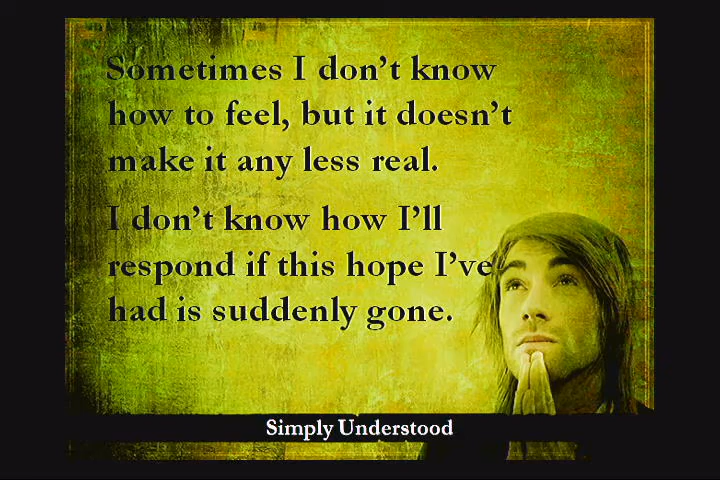 Sometimes I don't know
how to feel, but it doesn't
make it any less real.
I don't know how I'll
respond if this hope I've
had is suddenly gone.
Simply Understood